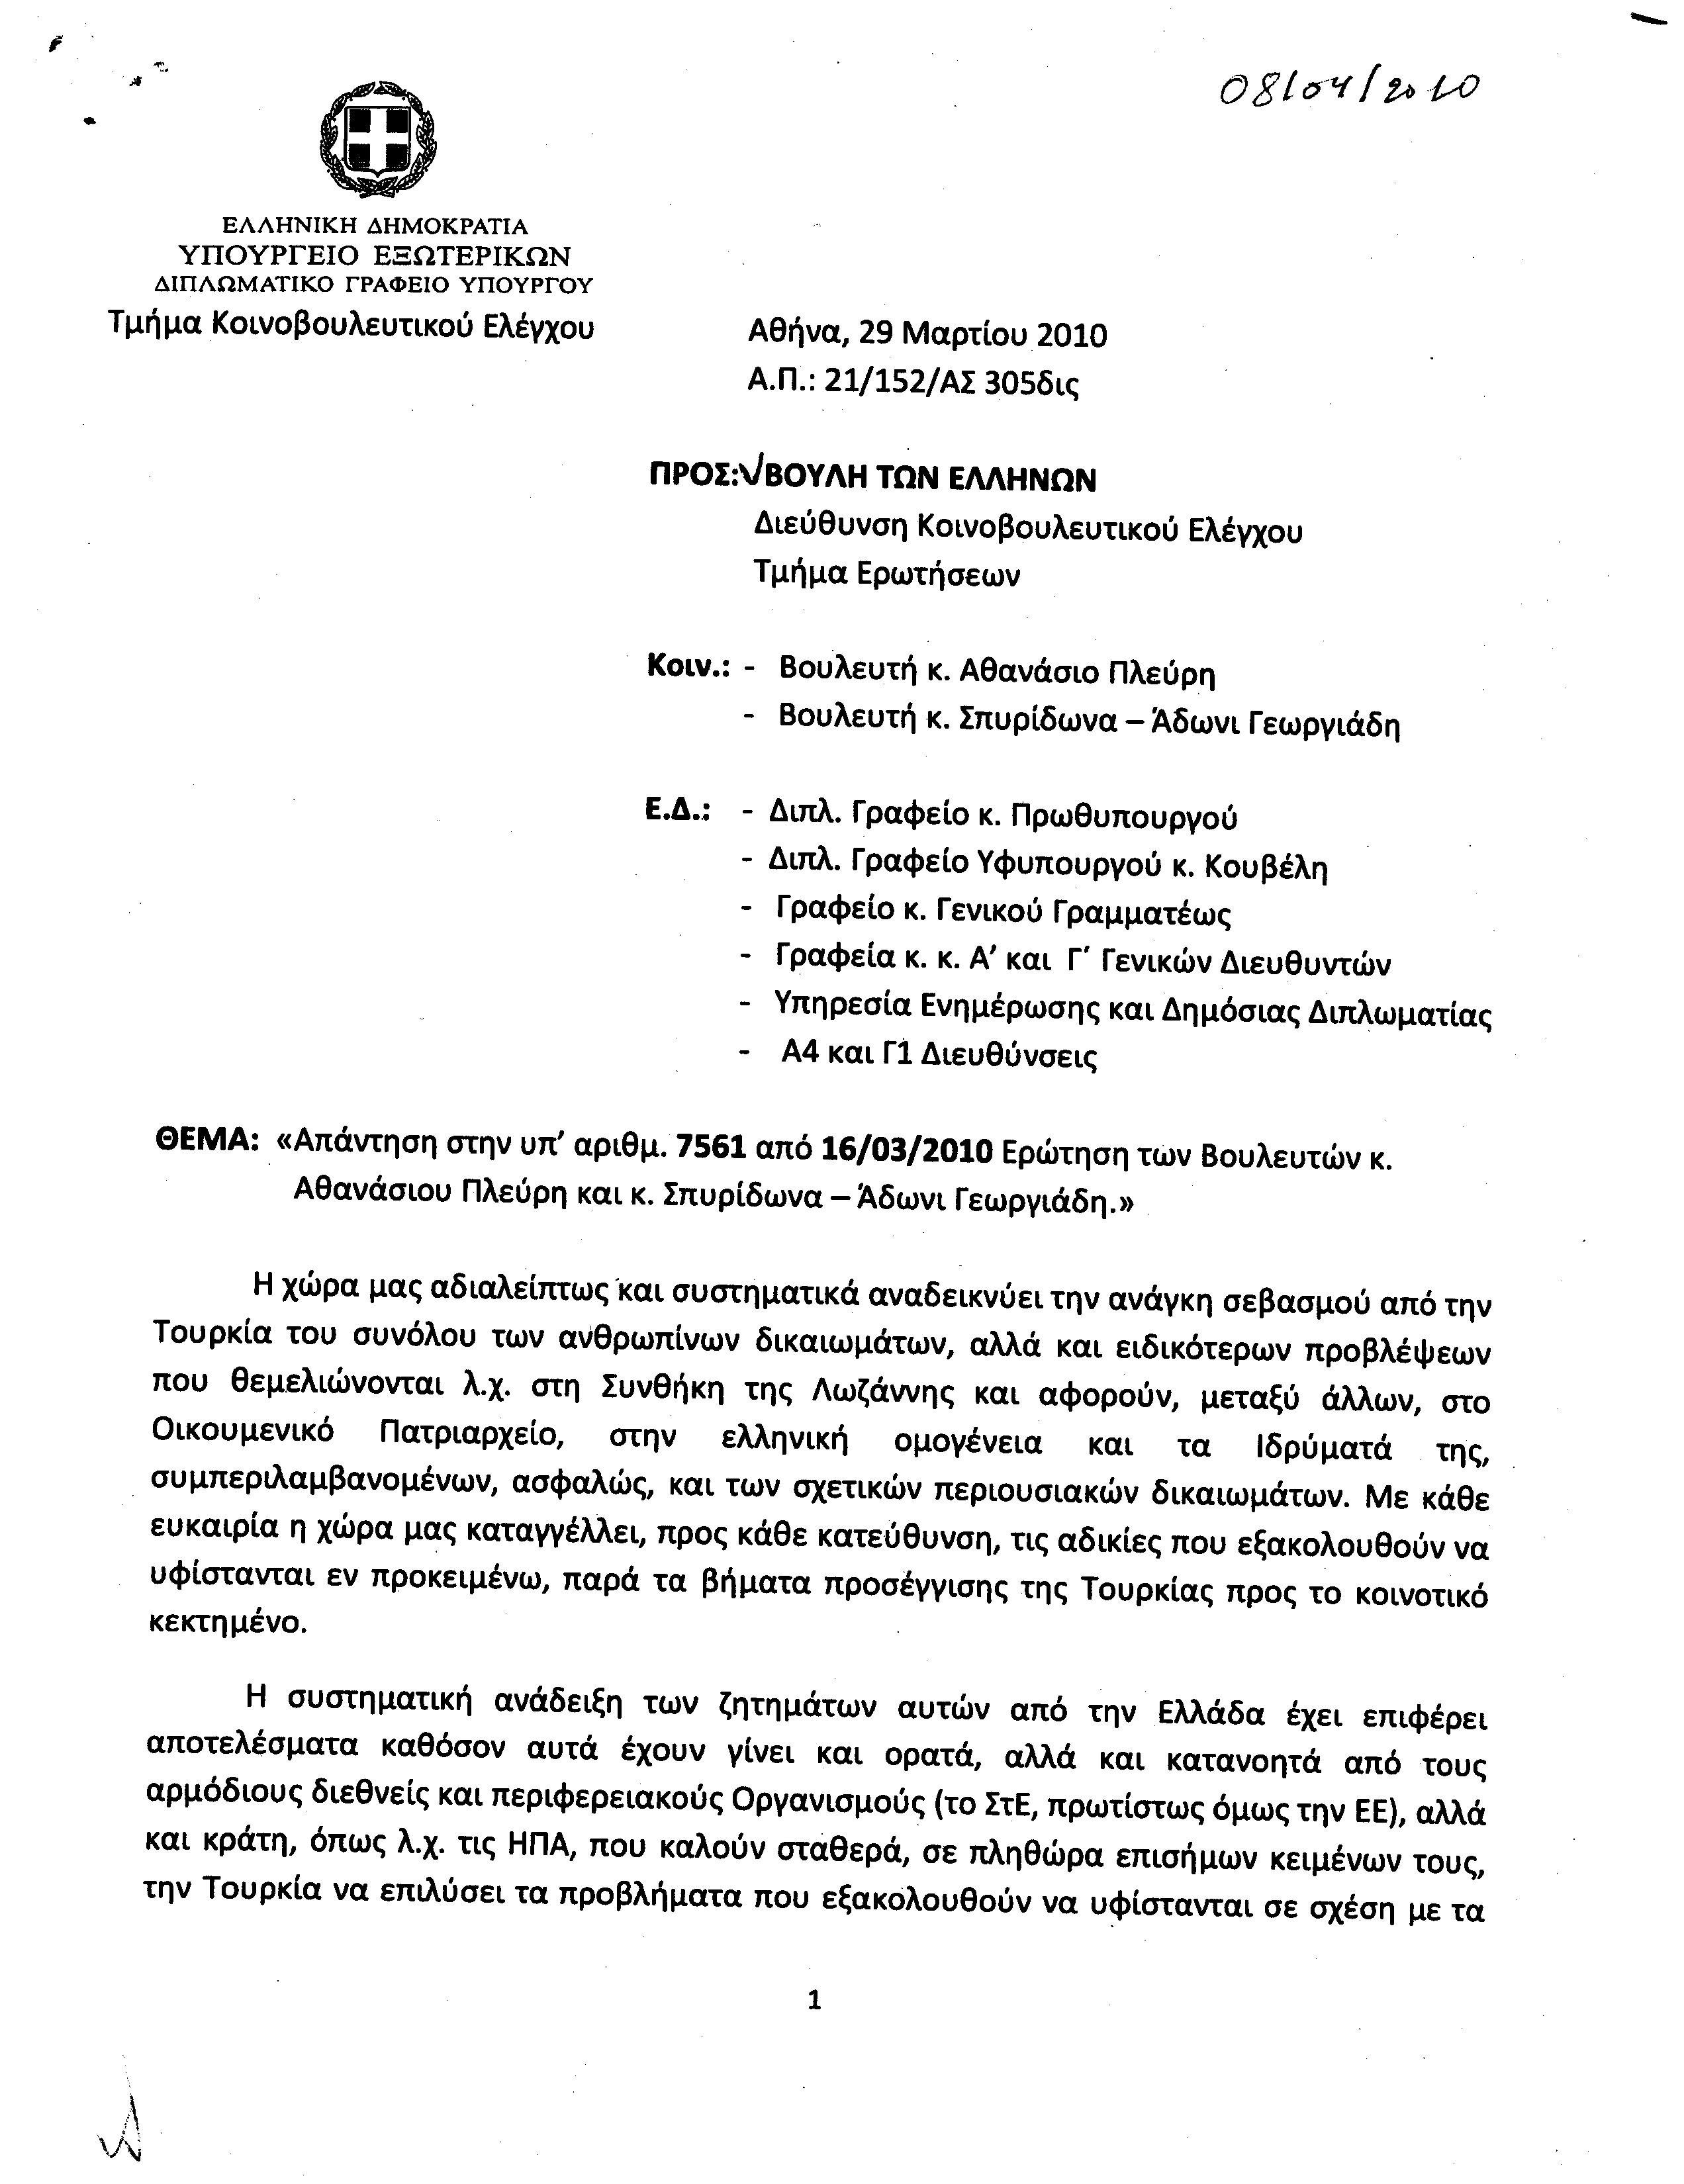 08/04/2010
ΕΛΛΗΝΙΚΗ ΔΗΜΟΚΡΑΤΙΑ
ΥΠΟΥΡΓΕΙΟ ΕΞΩΤΕΡΙΚΩΝ
ΔΙΠΛΩΜΑΤΙΚΟ ΓΡΑΦΕΙΟ ΥΠΟΥΡΓΟΥ
Τμήμα Κοινοβουλευτικού Ελέγχου
Αθήνα, 29 Μαρτίου 2010
Α.Π.: 21/152/ΑΣ 305δις
ΠΡΟΣ:√ΒΟΥΛΗ ΤΩΝ ΕΛΛΗΝΩΝ
Διεύθυνση Κοινοβουλευτικού Ελέγχου
Τμήμα Ερωτήσεων
Κοιν.: - Βουλευτή κ. Αθανάσιο Πλεύρη
- Βουλευτή κ. Σπυρίδωνα – Άδωνι Γεωργιάδη
Ε.Δ.: - Διπλ. Γραφείο κ. Πρωθυπουργού
- Διπλ. Γραφείο Υφυπουργού κ. Κουβέλη
- Γραφείο κ. Γενικού Γραμματέως
- Γραφεία κ. κ. Α’ και Γ’ Γενικών Διευθυντών
- Υπηρεσία Ενημέρωσης και Δημόσιας Διπλωματίας
- Α4 και Γ1 Διευθύνσεις
ΘΕΜΑ: «Απάντηση στην υπ’ αριθμ. 7561 από 16/03/2010 Ερώτηση των Βουλευτών κ.
Αθανάσιου Πλεύρη και κ. Σπυρίδωνα – Άδωνι Γεωργιάδη.»
Η χώρα μας αδιαλείπτως και συστηματικά αναδεικνύει την ανάγκη σεβασμού από την
Τουρκία του συνόλου των ανθρωπίνων δικαιωμάτων, αλλά και ειδικότερων προβλέψεων
που θεμελιώνονται λ.χ. στη Συνθήκη της Λωζάννης και αφορούν, μεταξύ άλλων, στο
Οικουμενικό Πατριαρχείο, στην ελληνική ομογένεια και τα Ιδρύματά της,
συμπεριλαμβανομένων, ασφαλώς, και των σχετικών περιουσιακών δικαιωμάτων. Με κάθε
ευκαιρία η χώρα μας καταγγέλλει, προς κάθε κατεύθυνση, τις αδικίες που εξακολουθούν να
υφίστανται εν προκειμένω, παρά τα βήματα προσέγγισης της Τουρκίας προς το κοινοτικό
κεκτημένο.
Η συστηματική ανάδειξη των ζητημάτων αυτών από την Ελλάδα έχει επιφέρει
αποτελέσματα καθόσον αυτά έχουν γίνει και ορατά, αλλά και κατανοητά από τους
αρμόδιους διεθνείς και περιφερειακούς Οργανισμούς (το ΣτΕ, πρωτίστως όμως την ΕΕ), αλλά
και κράτη, όπως λ.χ. τις ΗΠΑ, που καλούν σταθερά, σε πληθώρα επισήμων κειμένων τους,
την Τουρκία να επιλύσει τα προβλήματα που εξακολουθούν να υφίστανται σε σχέση με τα
1